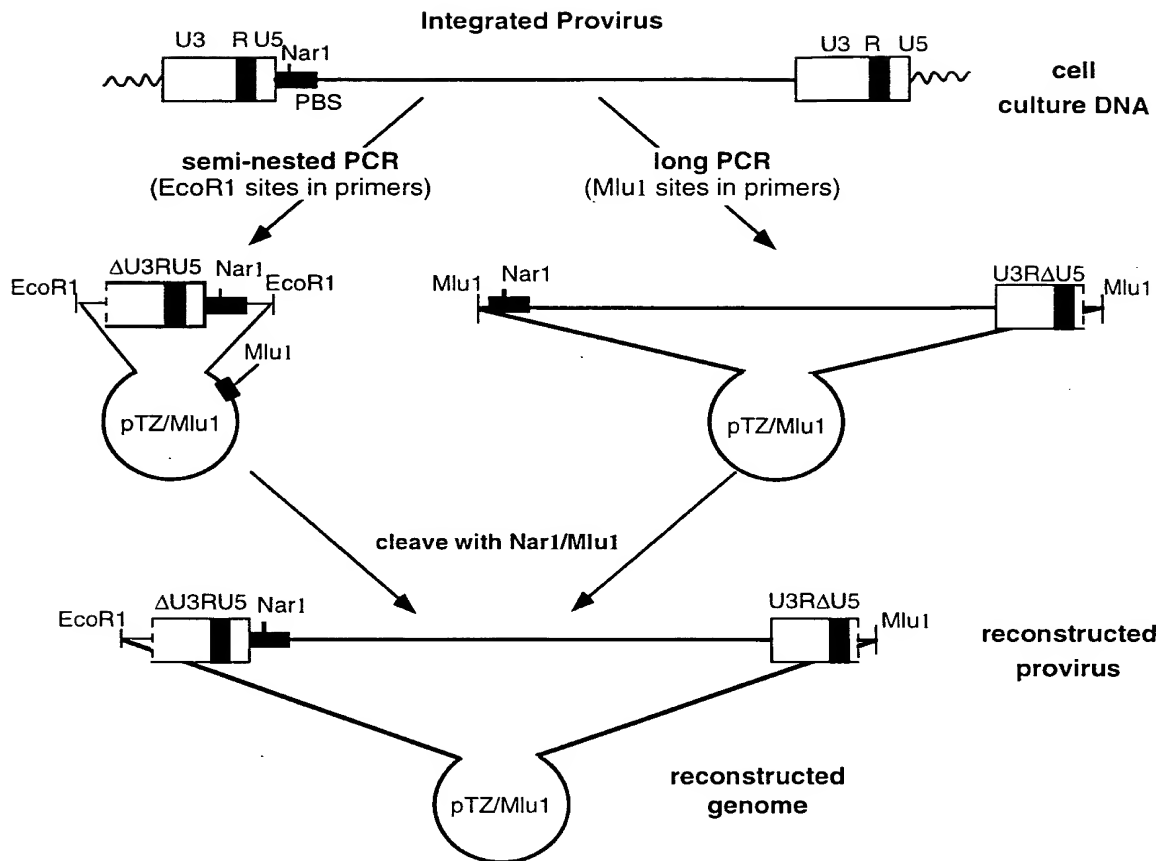 Integrated Provirus
U3 R U5
Nar1
PBS
U3 R U5
cell
culture DNA
semi-nested PCR
(EcoR1 sites in primers)
long PCR
(Mlu1 sites in primers)
EcoR1
ΔU3RU5
Nar1
EcoR1
Mlu1
pTZ/Mlu1
Mlu1
Nar1
U3RΔU5
Mlu1
pTZ/Mlu1
cleave with Nar1/Mlu1
EcoR1
ΔU3RU5
Nar1
U3RΔU5
Mlu1
reconstructed
provirus
pTZ/Mlu1
reconstructed
genome